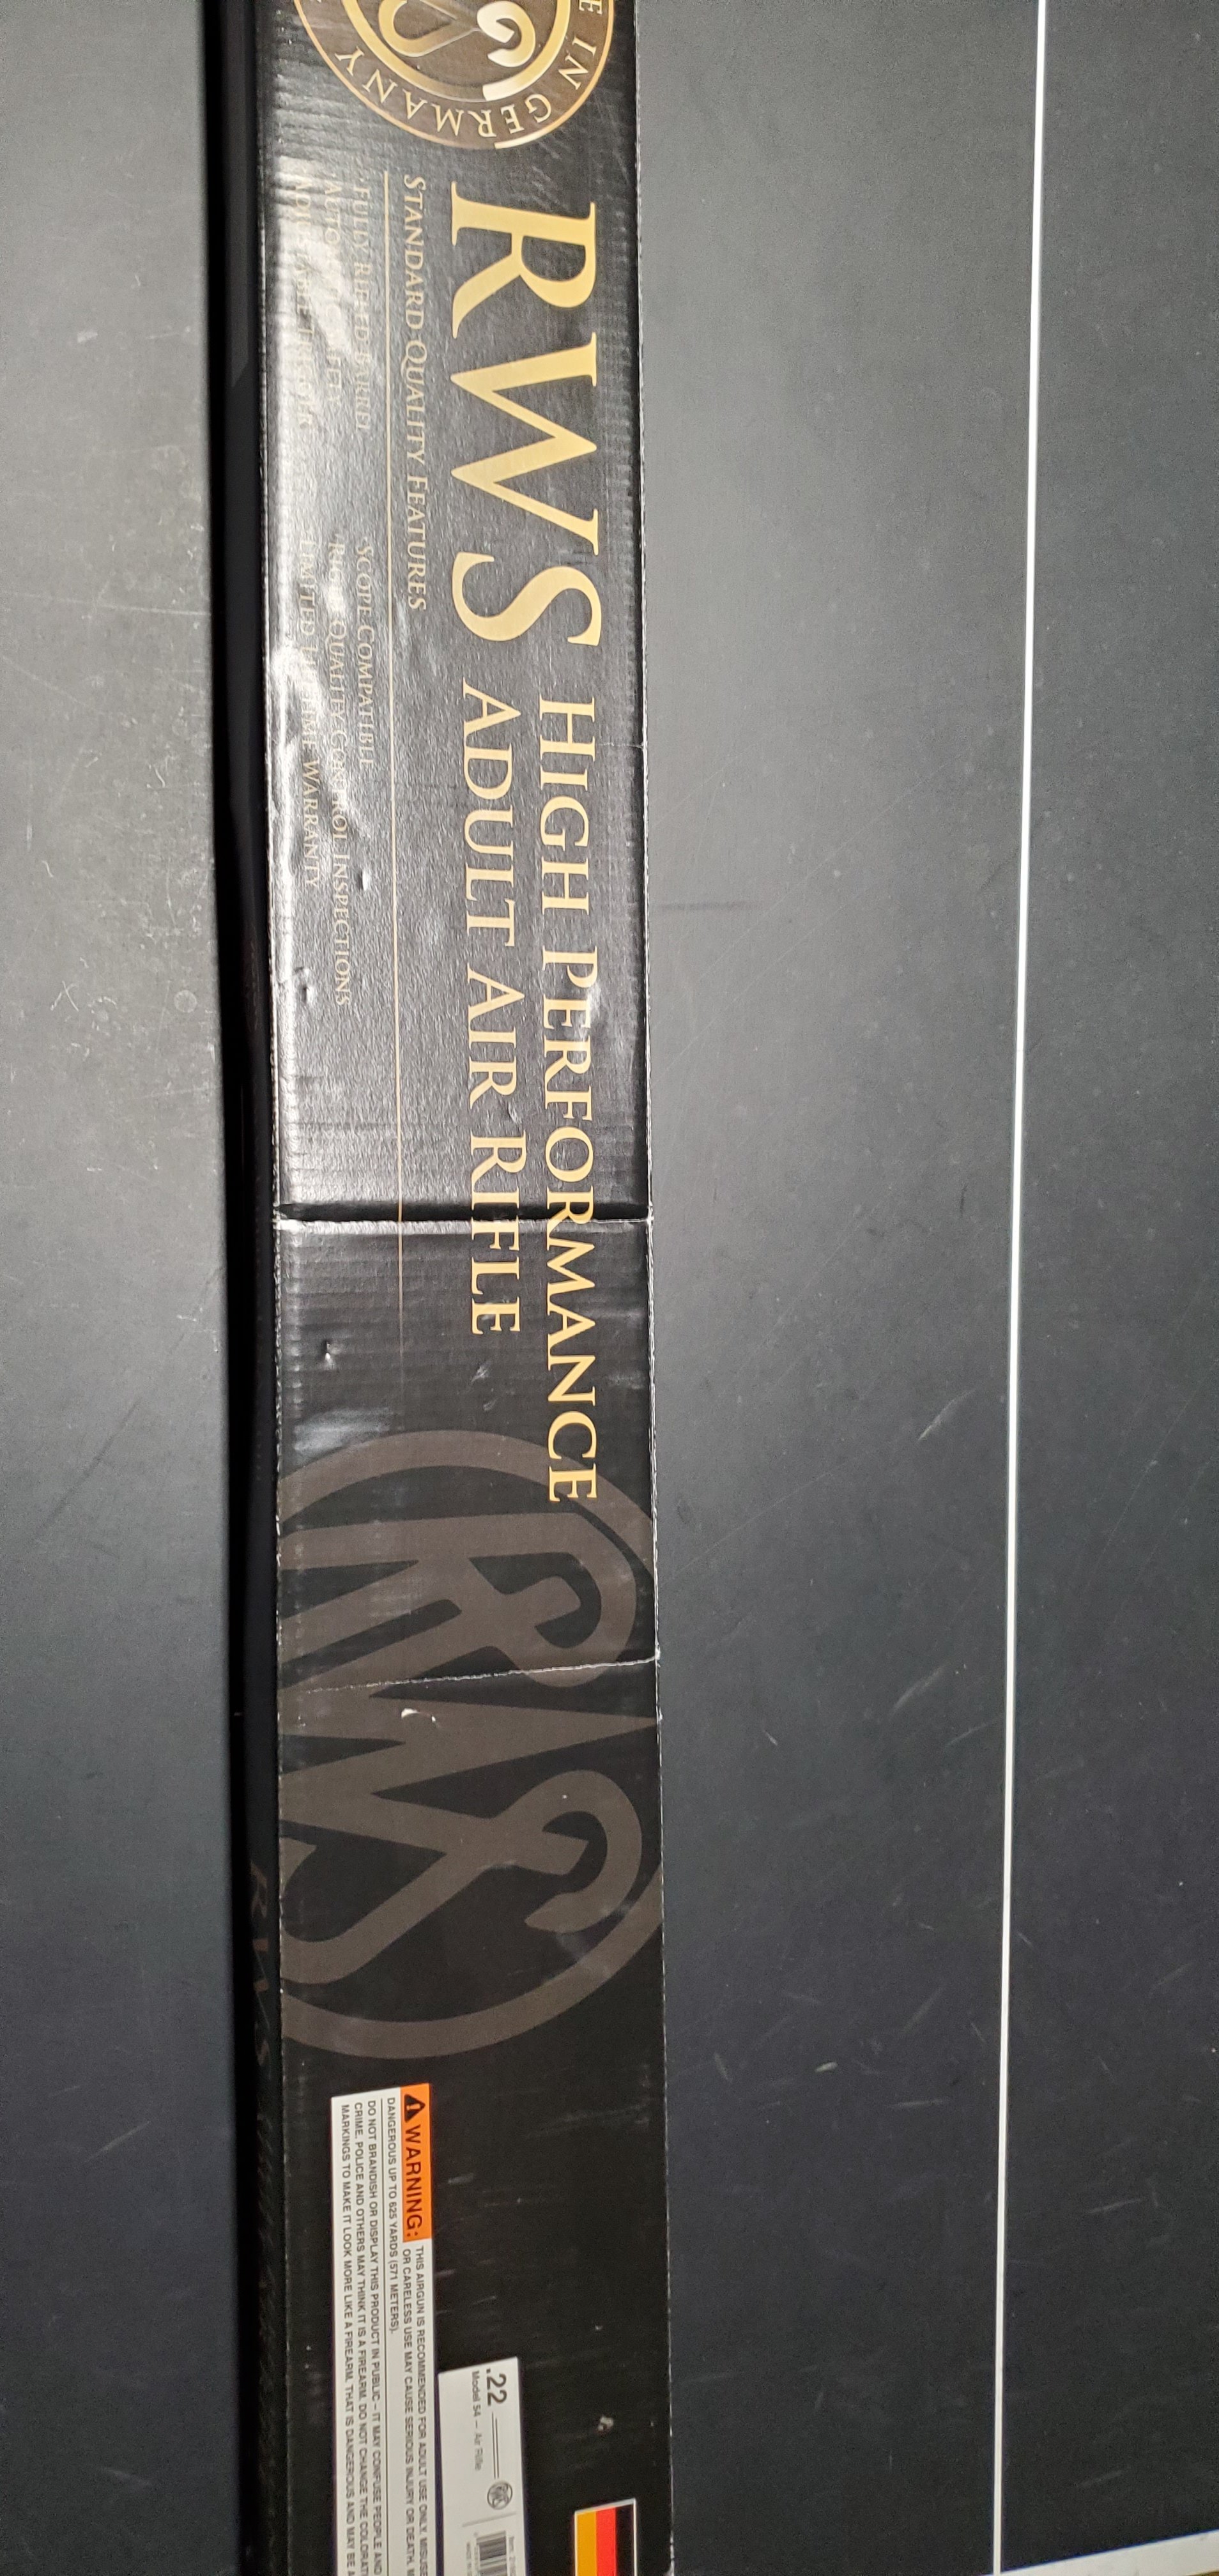 E IN GERMANY
RWS
HIGH PERFORMANCE
ADULT AIR RIFLE
STANDARD QUALITY FEATURES
·FULLY RIFLED BARREL
·SCOPE COMPATIBLE
QUALITY CONTROL INSPECTIONS
LIMITED LIFETIME WARRANTY
RWS
WARNING: THIS AIRGUN IS RECOMMENDED FOR ADULT USE ONLY. MISUSE
OR CARELESS USE MAY CAUSE SERIOUS INJURY OR DEATH. M
DANGEROUS UP TO 625 YARDS (571 METERS).
DO NOT BRANDISH OR DISPLAY THIS PRODUCT IN PUBLIC – IT MAY CONFUSE PEOPLE AND
CRIME. POLICE AND OTHERS MAY THINK IT IS A FIREARM. DO NOT CHANGE THE COLORATI
MARKINGS TO MAKE IT LOOK MORE LIKE A FIREARM. THAT IS DANGEROUS AND MAY BE A
.22
Model 54 – Air Rifle
RWS